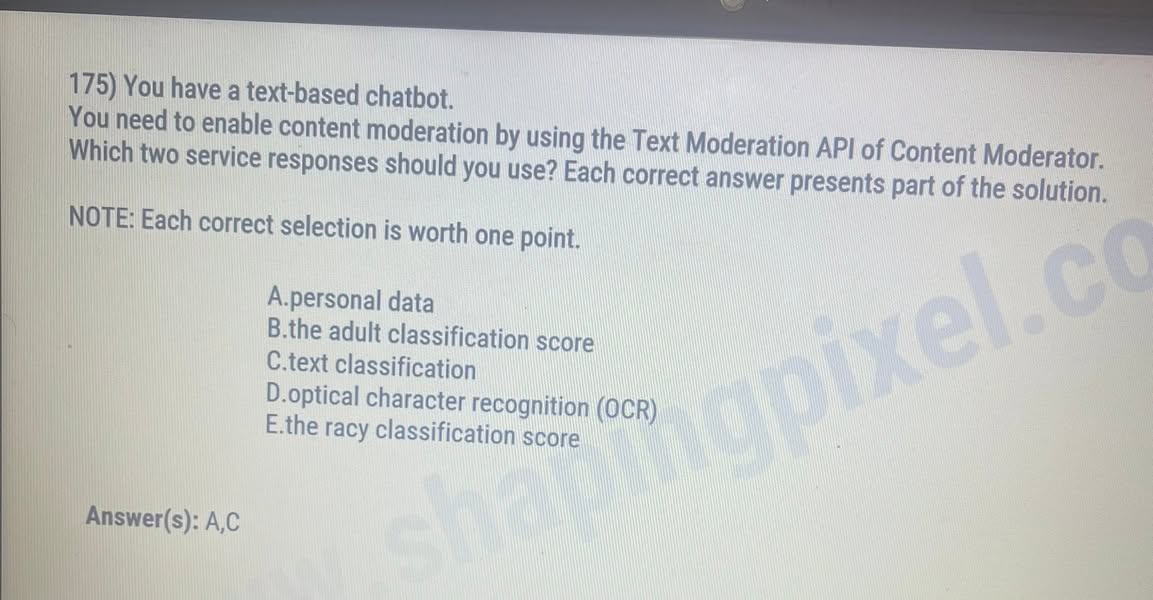 175) You have a text-based chatbot.
You need to enable content moderation by using the Text Moderation API of Content Moderator.
Which two service responses should you use? Each correct answer presents part of the solution.
NOTE: Each correct selection is worth one point.
A.personal data
B.the adult classification score
C.text classification
D.optical character recognition (OCR)
E.the racy classification score
Answer(s): A,C
w.shapingpixel.co